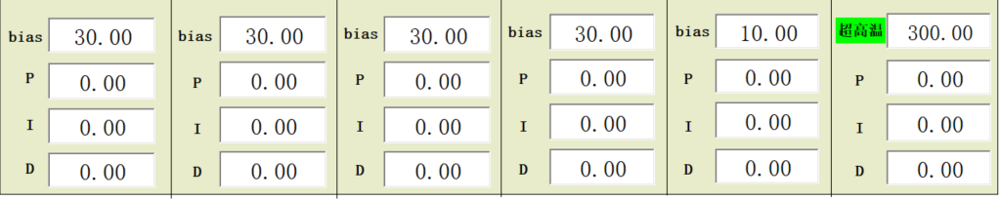 bias 30.00 bias 30.00 bias 30.00 bias 30.00 bias 10.00 超高温 300.00
P 0.00 P 0.00 P 0.00 P 0.00 P 0.00 P 0.00
I 0.00 I 0.00 I 0.00 I 0.00 I 0.00 I 0.00
D 0.00 D 0.00 D 0.00 D 0.00 D 0.00 D 0.00